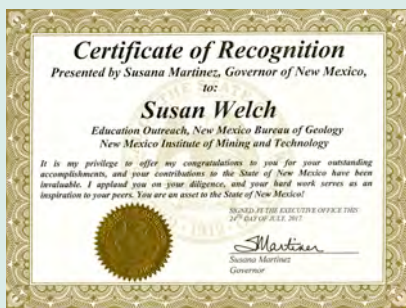 Certificate of Recognition
Presented by Susana Martinez, Governor of New Mexico,
to:
Susan Welch
Education Outreach, New Mexico Bureau of Geology
New Mexico Institute of Mining and Technology
It is my privilege to offer my congratulations to you for your outstanding
accomplishments, and your contributions to the State of New Mexico have been
invaluable. I applaud you on your diligence, and your hard work serves as an
inspiration to your peers. You are an asset to the State of New Mexico!
SIGNED AT THE EXECUTIVE OFFICE THIS
24TH DAY OF JULY, 2017
SMartinez
Susana Martinez
Governor